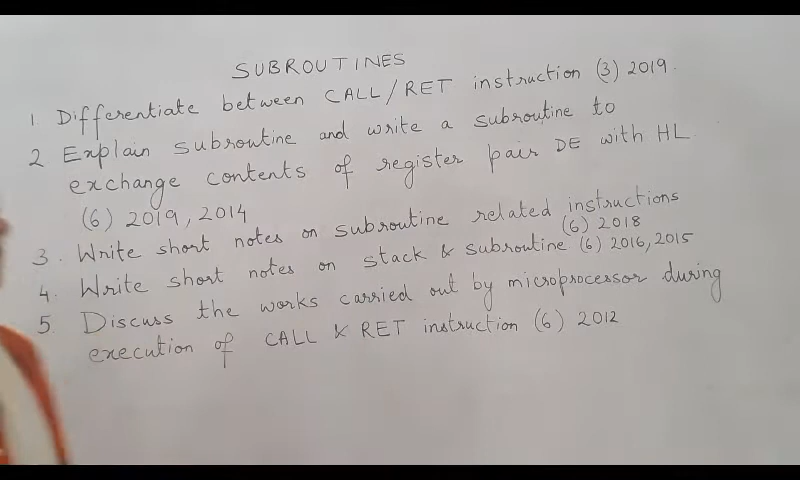 SUBROUTINES
1 Differentiate between CALL/RET instruction (3) 2019.
2 Explain subroutine and write a subroutine to
exchange contents of register pair DE with HL.
(6) 2019, 2014
3. Write short notes on subroutine related instructions
(6) 2018
4. Write short notes on stack & subroutine (6) 2016, 2015
5. Discuss the works carried out by microprocessor during
execution of CALL & RET instruction (6) 2012